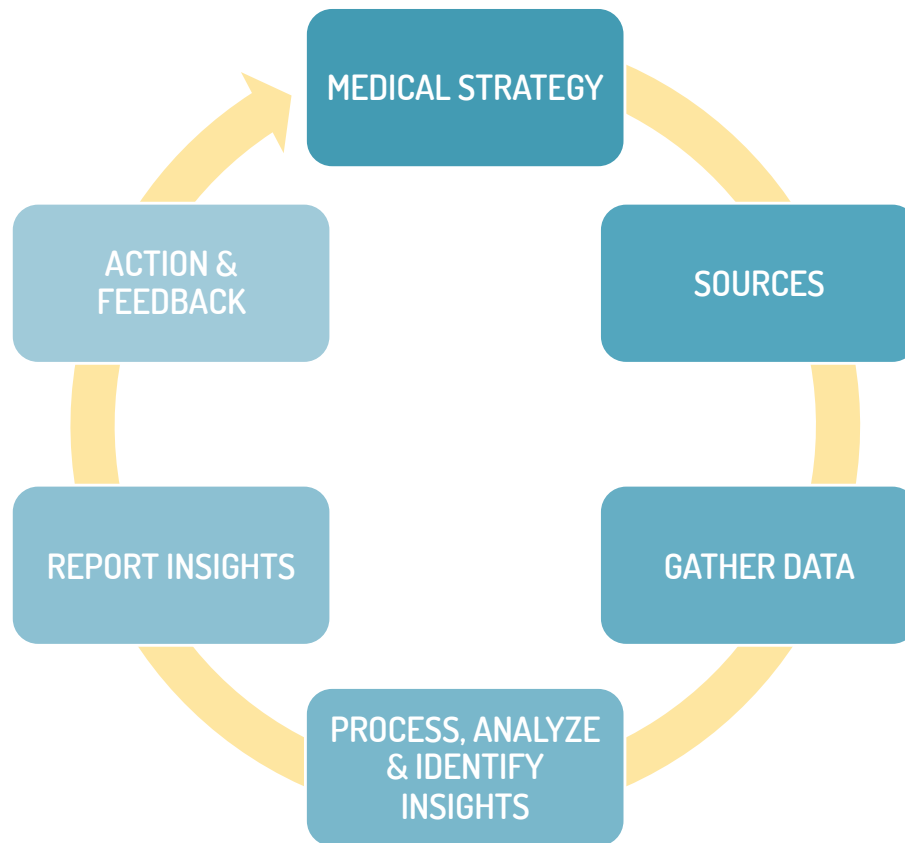 MEDICAL STRATEGY
SOURCES
GATHER DATA
PROCESS, ANALYZE
& IDENTIFY
INSIGHTS
REPORT INSIGHTS
ACTION &
FEEDBACK